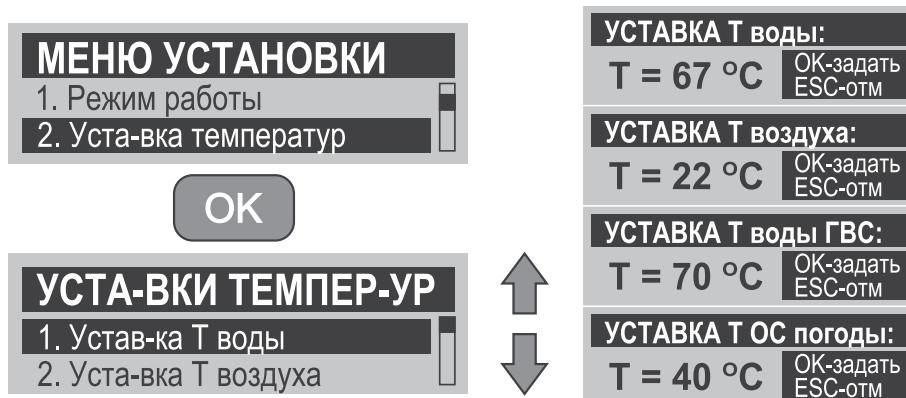 МЕНЮ УСТАНОВКИ
1. Режим работы
2. Уста-вка температур
OK
УСТА-ВКИ ТЕМПЕР-УР
1. Устав-ка Т воды
2. Уста-вка Т воздуха
УСТАВКА Т воды:
T = 67 °C
OK-задать
ESC-отм
УСТАВКА Т воздуха:
T = 22 °C
OK-задать
ESC-отм
УСТАВКА Т воды ГВС:
T = 70 °C
OK-задать
ESC-отм
УСТАВКА Т ОС погоды:
T = 40 °C
OK-задать
ESC-отм